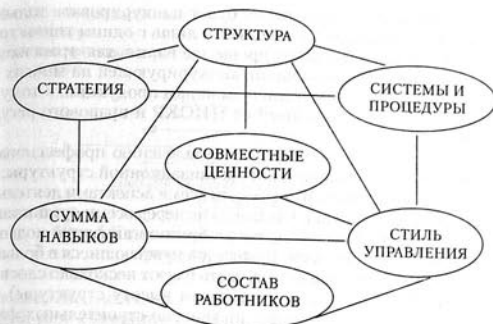 СТРУКТУРА
СТРАТЕГИЯ
СИСТЕМЫ И
ПРОЦЕДУРЫ
СОВМЕСТНЫЕ
ЦЕННОСТИ
СУММА
НАВЫКОВ
СТИЛЬ
УПРАВЛЕНИЯ
СОСТАВ
РАБОТНИКОВ